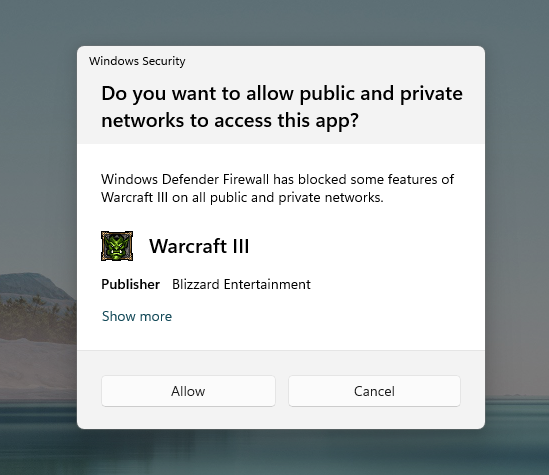 Windows Security
Do you want to allow public and private
networks to access this app?
Windows Defender Firewall has blocked some features of
Warcraft III on all public and private networks.
Warcraft III
Publisher Blizzard Entertainment
Show more
Allow Cancel